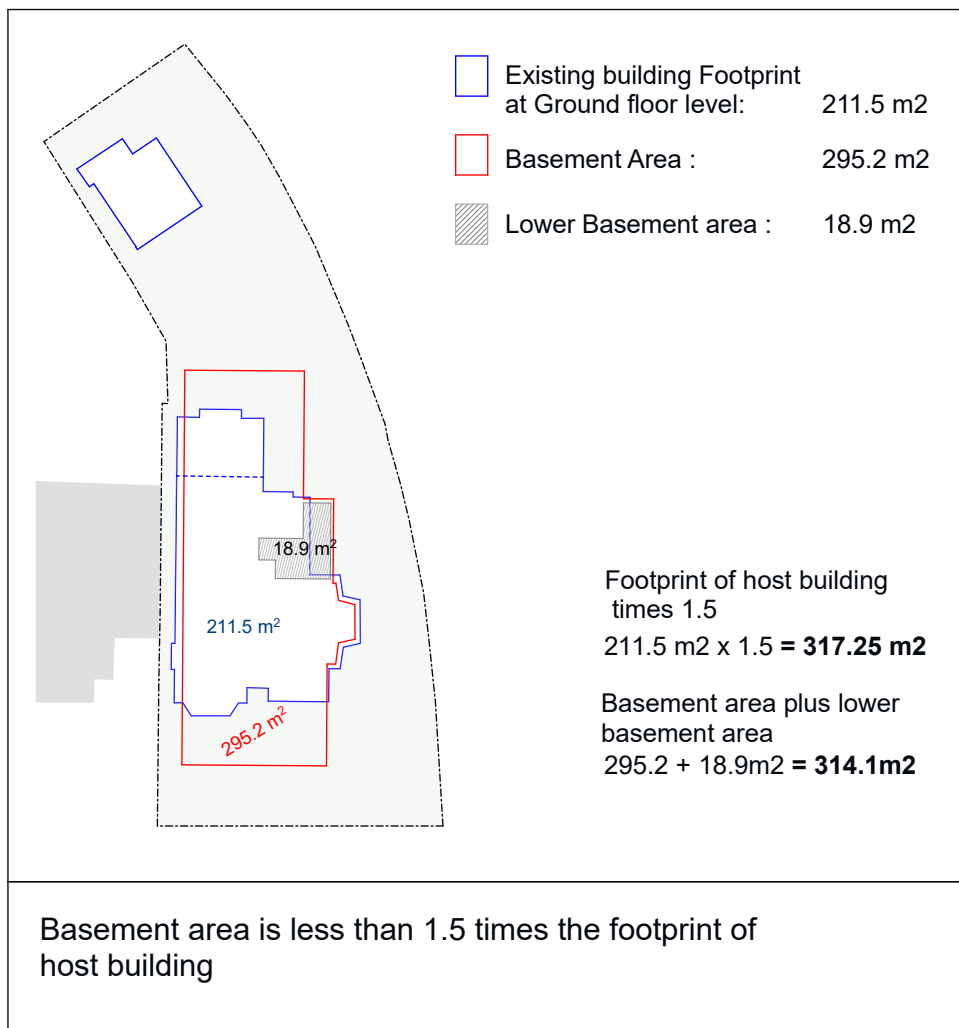 Existing building Footprint
at Ground floor level: 211.5 m2
Basement Area : 295.2 m2
Lower Basement area : 18.9 m2
18.9 m²
211.5 m²
295.2 m²
Footprint of host building
times 1.5
211.5 m2 x 1.5 = 317.25 m2
Basement area plus lower
basement area
295.2 + 18.9m2 = 314.1m2
Basement area is less than 1.5 times the footprint of
host building